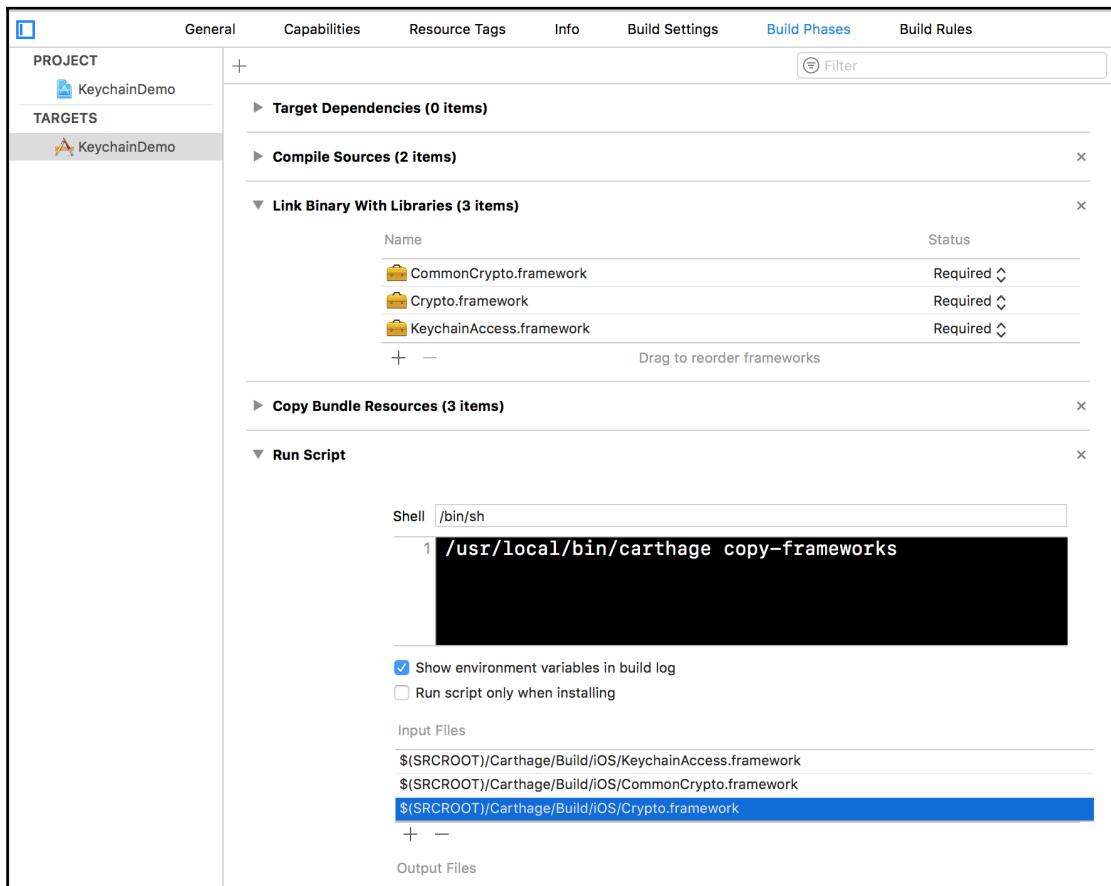 General Capabilities Resource Tags Info Build Settings Build Phases Build Rules
PROJECT
KeychainDemo
TARGETS
KeychainDemo
Filter
Target Dependencies (0 items)
Compile Sources (2 items)
Link Binary With Libraries (3 items)
Name Status
CommonCrypto.framework Required
Crypto.framework Required
KeychainAccess.framework Required
Drag to reorder frameworks
Copy Bundle Resources (3 items)
Run Script
Shell /bin/sh
1 /usr/local/bin/carthage copy-frameworks
Show environment variables in build log
Run script only when installing
Input Files
$(SRCROOT)/Carthage/Build/iOS/KeychainAccess.framework
$(SRCROOT)/Carthage/Build/iOS/CommonCrypto.framework
$(SRCROOT)/Carthage/Build/iOS/Crypto.framework
Output Files